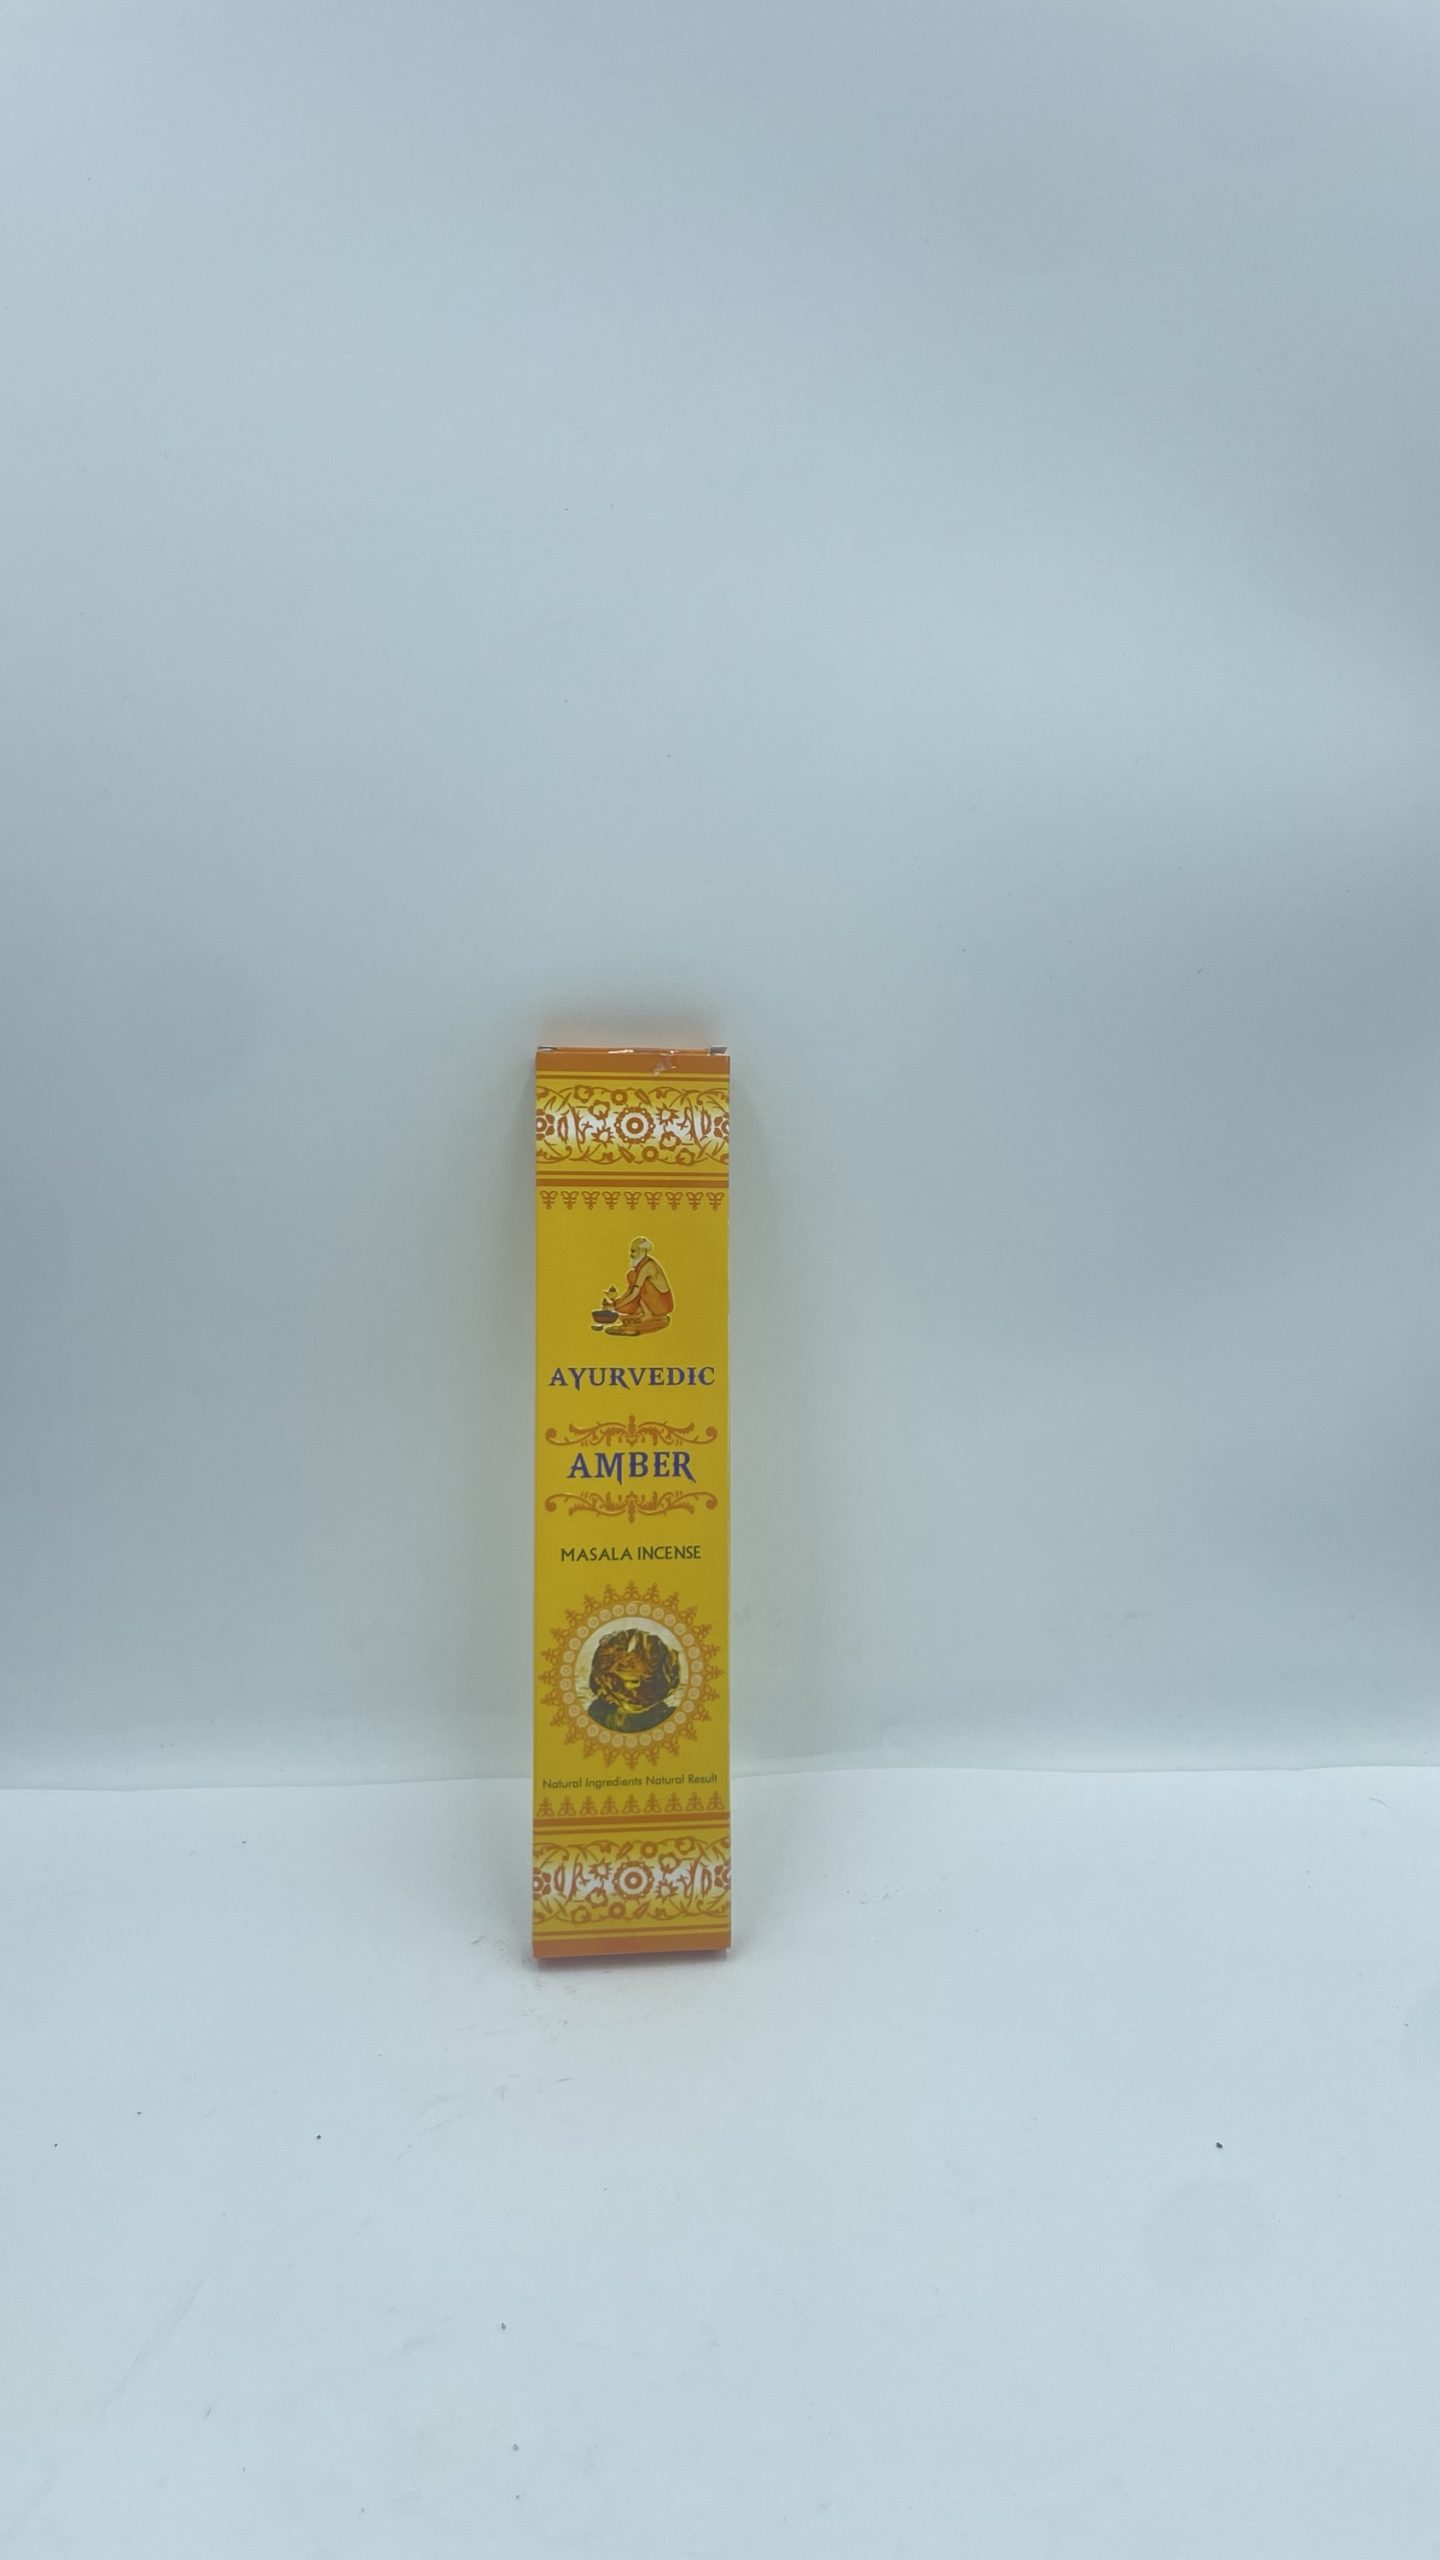 AYURVEDIC
AMBER
MASALA INCENSE
Natural Ingredients Natural Result